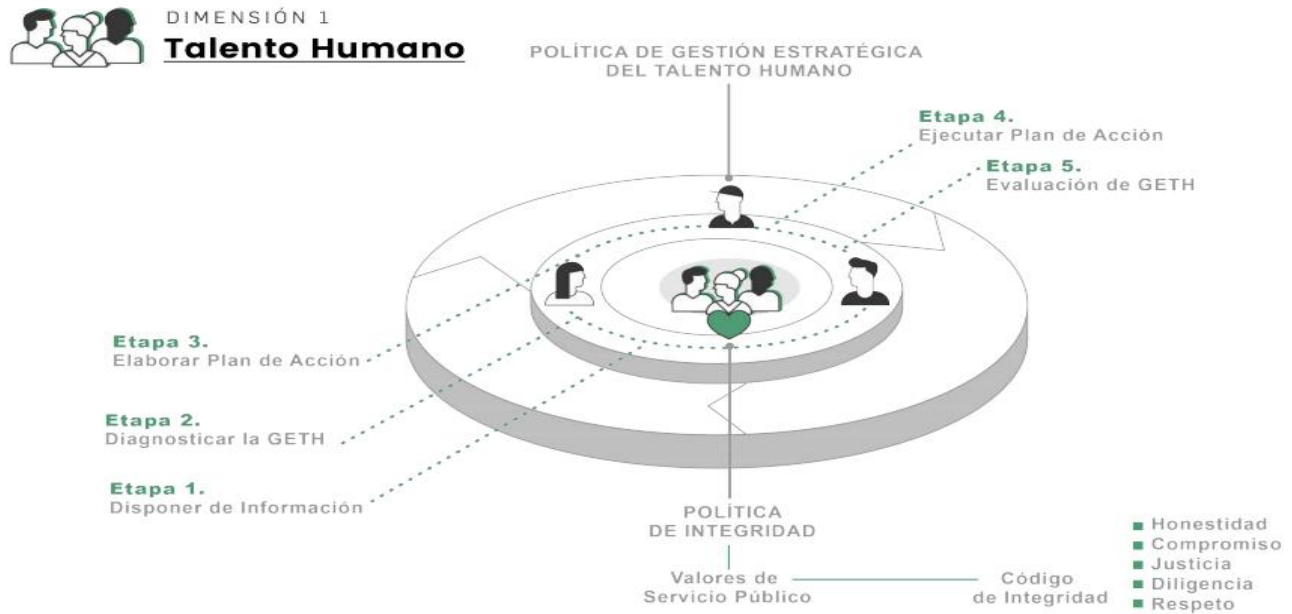 DIMENSIÓN 1
Talento Humano
POLÍTICA DE GESTIÓN ESTRATÉGICA
DEL TALENTO HUMANO
Etapa 4.
Ejecutar Plan de Acción
Etapa 5.
Evaluación de GETH
Etapa 3.
Elaborar Plan de Acción
Etapa 2.
Diagnosticar la GETH
Etapa 1.
Disponer de Información
POLÍTICA
DE INTEGRIDAD
Valores de
Servicio Público
Código
de Integridad
Honestidad
Compromiso
Justicia
Diligencia
Respeto